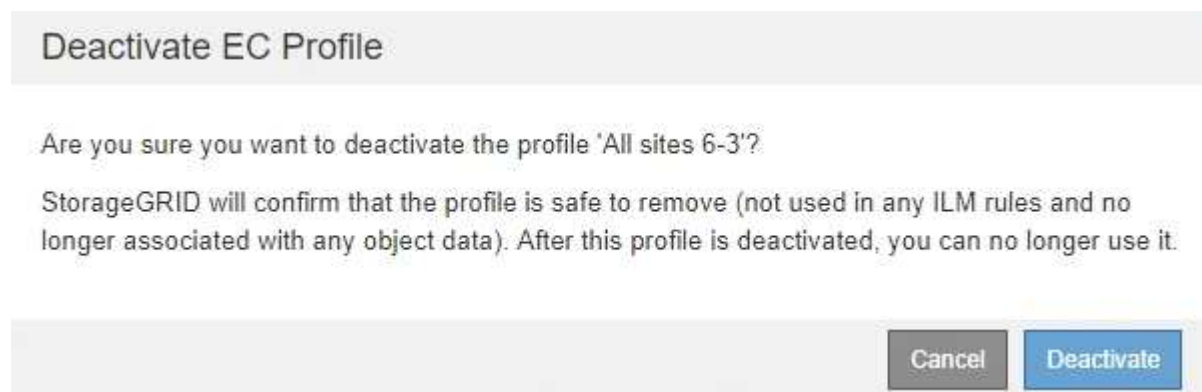 Deactivate EC Profile
Are you sure you want to deactivate the profile 'All sites 6-3'?
StorageGRID will confirm that the profile is safe to remove (not used in any ILM rules and no
longer associated with any object data). After this profile is deactivated, you can no longer use it.
Cancel Deactivate